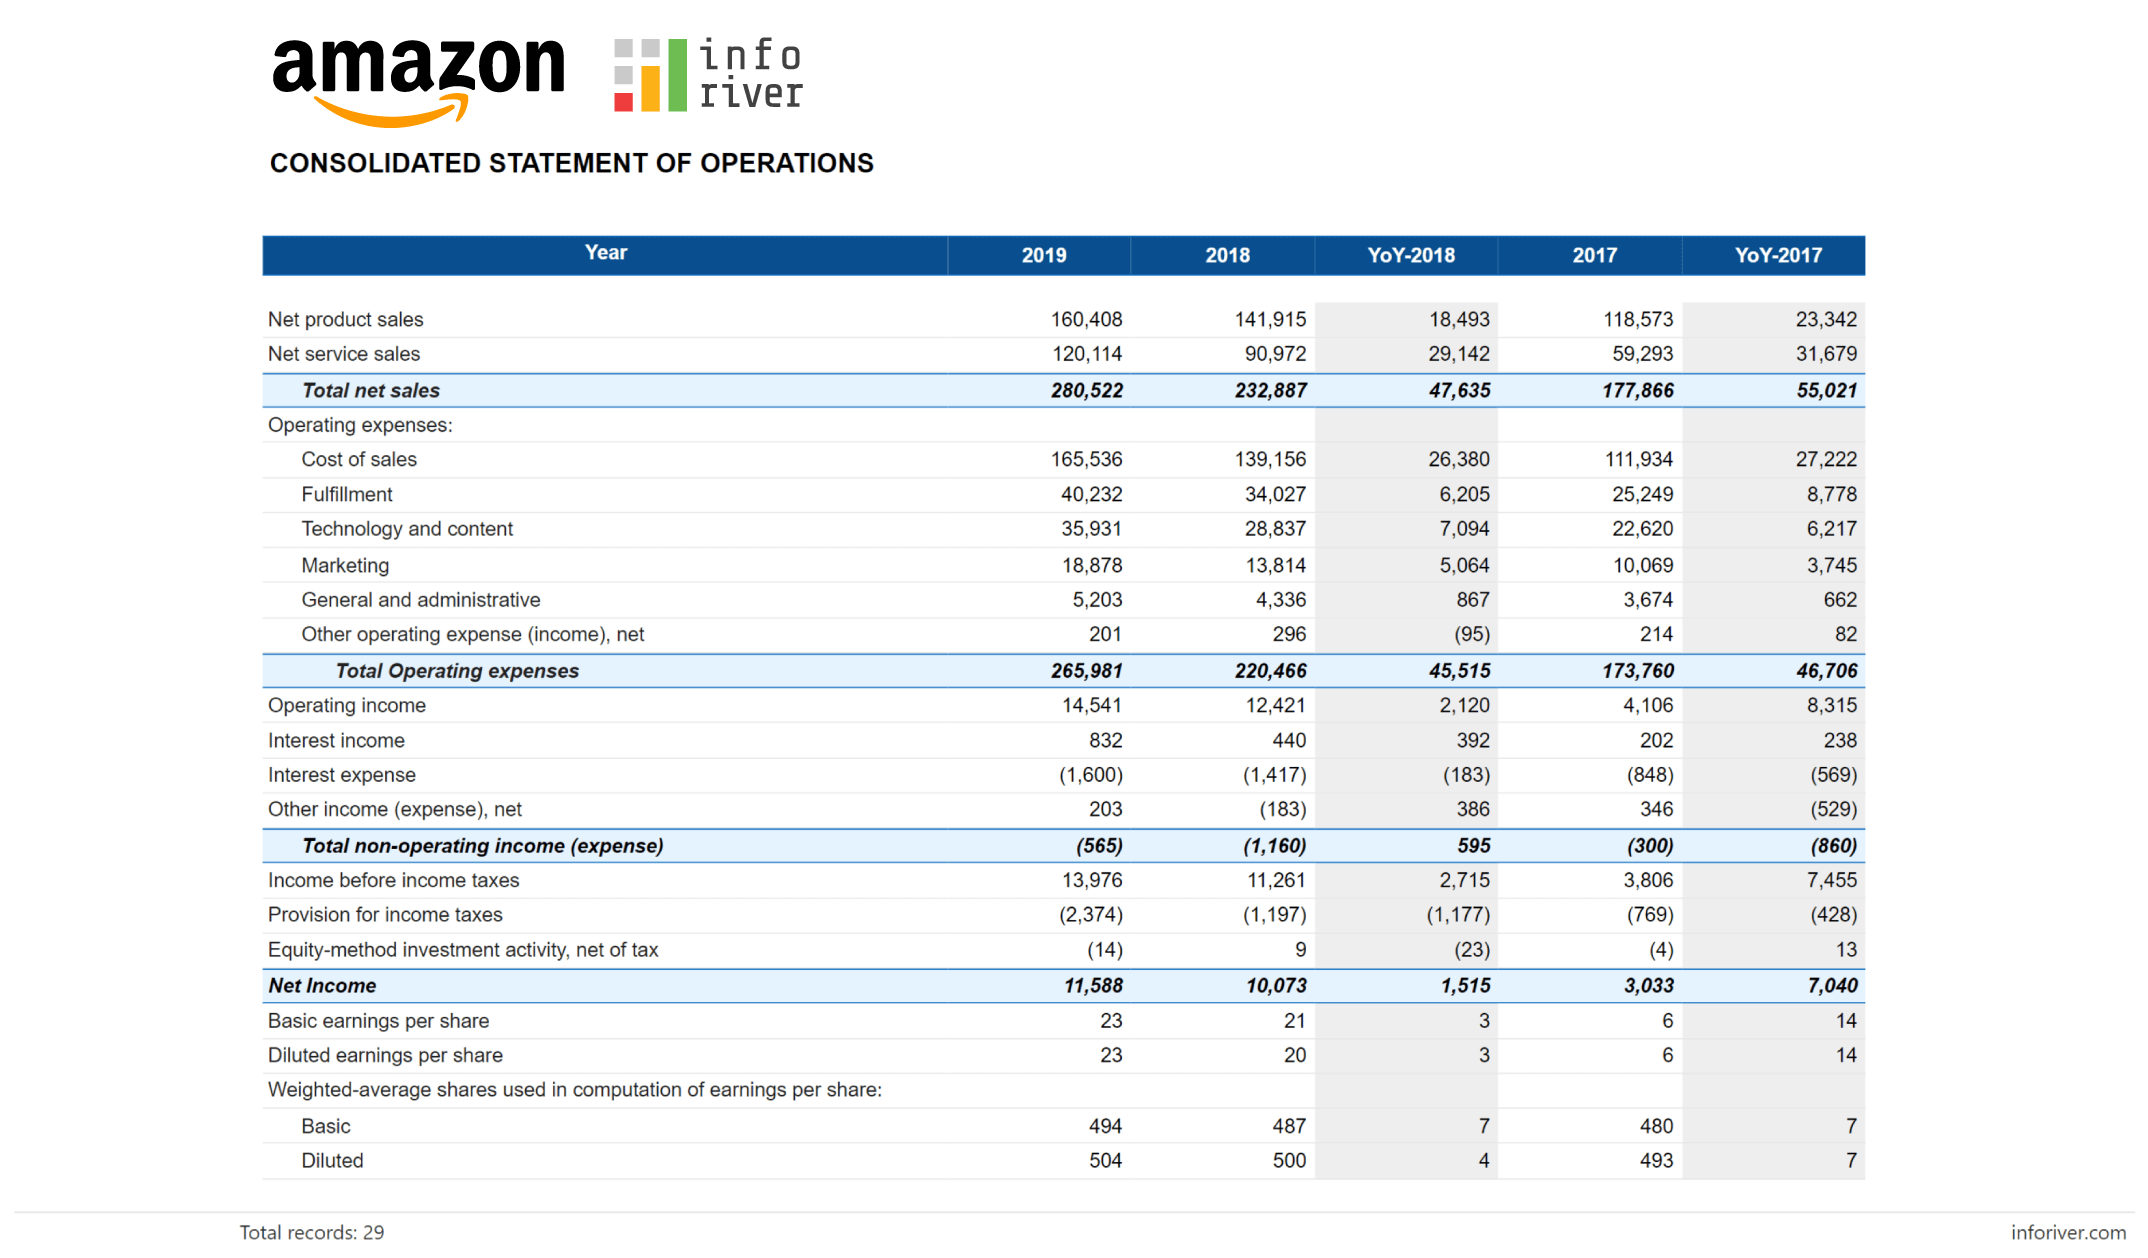 amazon
info
river
CONSOLIDATED STATEMENT OF OPERATIONS
Year 2019 2018 YoY-2018 2017 YoY-2017
Net product sales 160,408 141,915 18,493 118,573 23,342
Net service sales 120,114 90,972 29,142 59,293 31,679
Total net sales 280,522 232,887 47,635 177,866 55,021
Operating expenses:
Cost of sales 165,536 139,156 26,380 111,934 27,222
Fulfillment 40,232 34,027 6,205 25,249 8,778
Technology and content 35,931 28,837 7,094 22,620 6,217
Marketing 18,878 13,814 5,064 10,069 3,745
General and administrative 5,203 4,336 867 3,674 662
Other operating expense (income), net 201 296 (95) 214 82
Total Operating expenses 265,981 220,466 45,515 173,760 46,706
Operating income 14,541 12,421 2,120 4,106 8,315
Interest income 832 440 392 202 238
Interest expense (1,600) (1,417) (183) (848) (569)
Other income (expense), net 203 (183) 386 346 (529)
Total non-operating income (expense) (565) (1,160) 595 (300) (860)
Income before income taxes 13,976 11,261 2,715 3,806 7,455
Provision for income taxes (2,374) (1,197) (1,177) (769) (428)
Equity-method investment activity, net of tax (14) 9 (23) (4) 13
Net Income 11,588 10,073 1,515 3,033 7,040
Basic earnings per share 23 21 3 6 14
Diluted earnings per share 23 20 3 6 14
Weighted-average shares used in computation of earnings per share:
Basic 494 487 7 480 7
Diluted 504 500 4 493 7
Total records: 29 inforiver.com